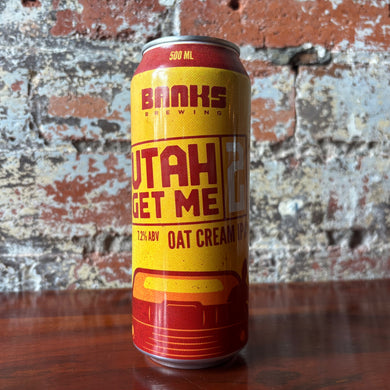 500 ML
BANKS
BREWING
UTAH
GET ME 2
7.2% ABV OAT CREAM IPA